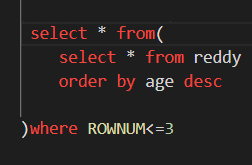 select * from(
select * from reddy
order by age desc
)where ROWNUM<=3